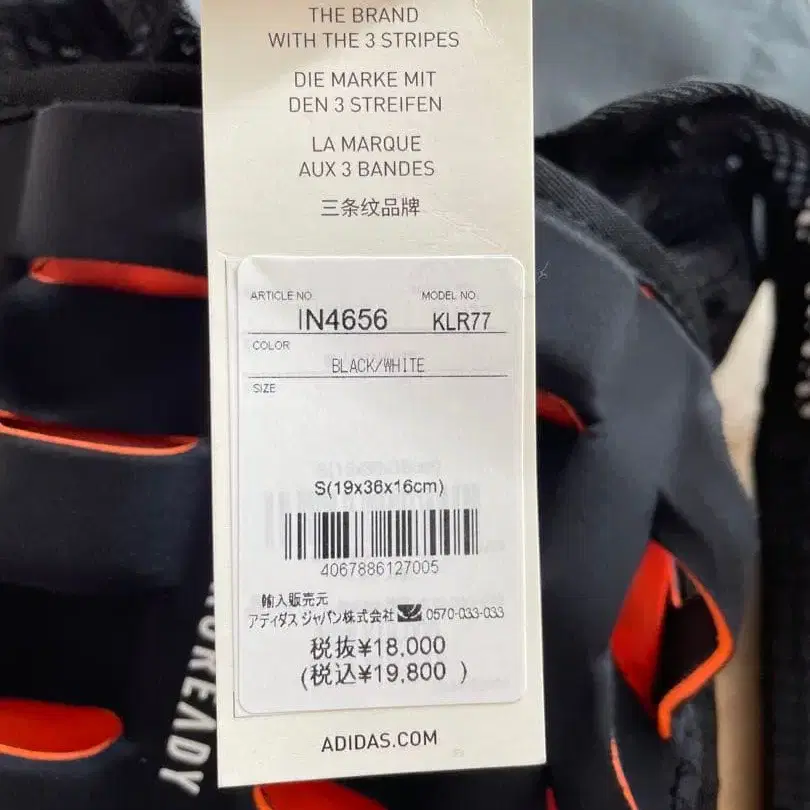 THE BRAND
WITH THE 3 STRIPES
DIE MARKE MIT
DEN 3 STREIFEN
LA MARQUE
AUX 3 BANDES
三条纹品牌
ARTICLE NO. MODEL NO.
IN4656 KLR77
COLOR
BLACK/WHITE
SIZE
S(19x36x16cm)
4067886127005
輸入販売元
アディダス ジャパン株式会社 0570-033-033
税抜¥18,000
(税込¥19,800 )
ADIDAS.COM